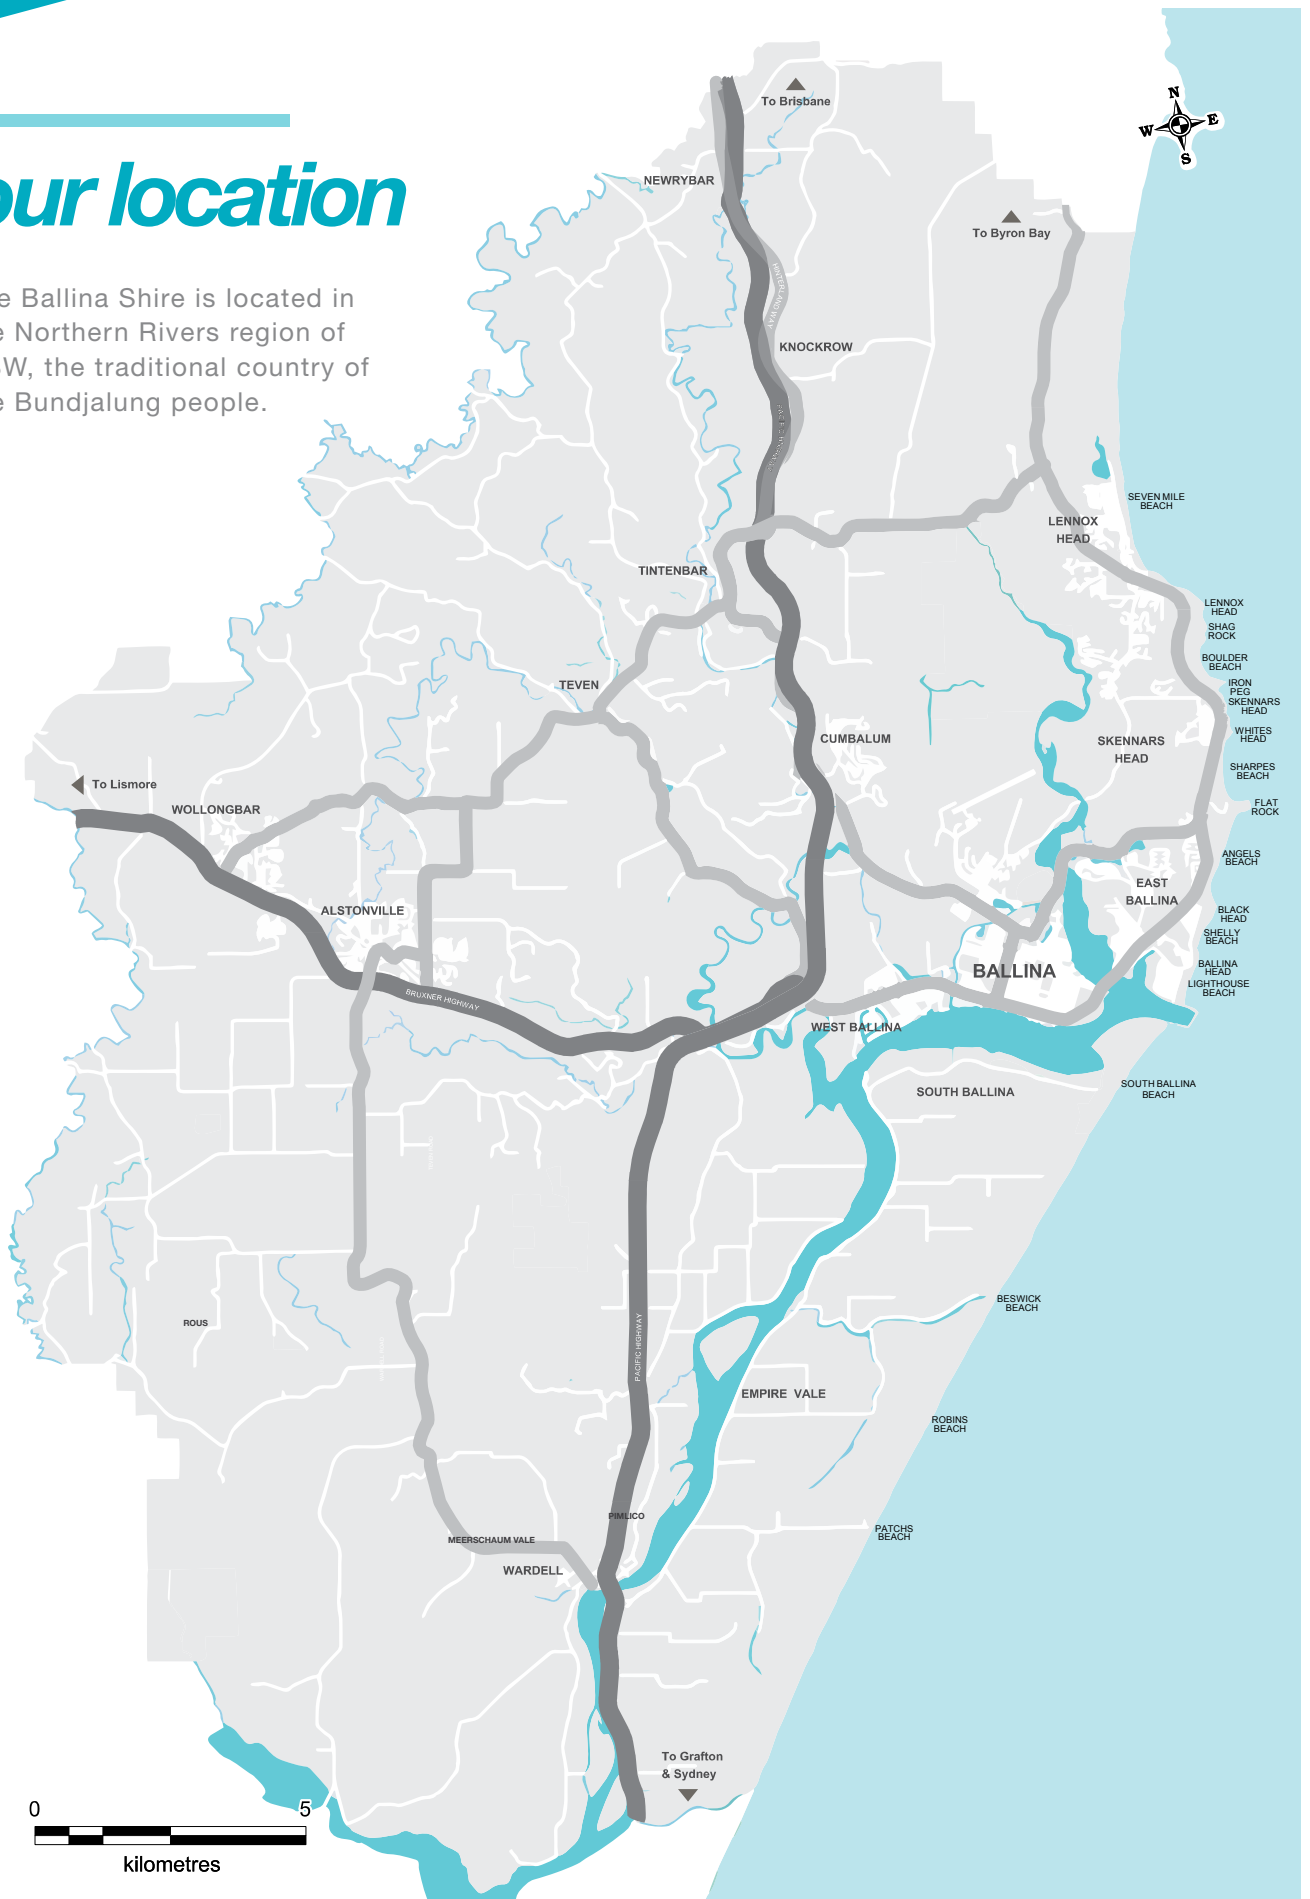 our location
e Ballina Shire is located in
e Northern Rivers region of
SW, the traditional country of
e Bundjalung people.
N
W
E
S
To Brisbane
NEWRYBAR
To Byron Bay
HINTERLAND WAY
KNOCKROW
PACIFIC HIGHWAY
SEVEN MILE
BEACH
LENNOX
HEAD
TINTENBAR
LENNOX
HEAD
SHAG
ROCK
BOULDER
BEACH
TEVEN
IRON
PEG
SKENNARS
HEAD
WHITES
HEAD
CUMBALUM
SKENNARS
HEAD
SHARPES
BEACH
To Lismore
WOLLONGBAR
FLAT
ROCK
ANGELS
BEACH
EAST
BALLINA
ALSTONVILLE
BLACK
HEAD
SHELLY
BEACH
BALLINA
BALLINA
HEAD
LIGHTHOUSE
BEACH
BRUXNER HIGHWAY
WEST BALLINA
SOUTH BALLINA
SOUTH BALLINA
BEACH
BESWICK
BEACH
ROUS
PACIFIC HIGHWAY
EMPIRE VALE
ROBINS
BEACH
PIMLICO
PATCHS
BEACH
MEERSCHAUM VALE
WARDELL
To Grafton
& Sydney
0
5
kilometres